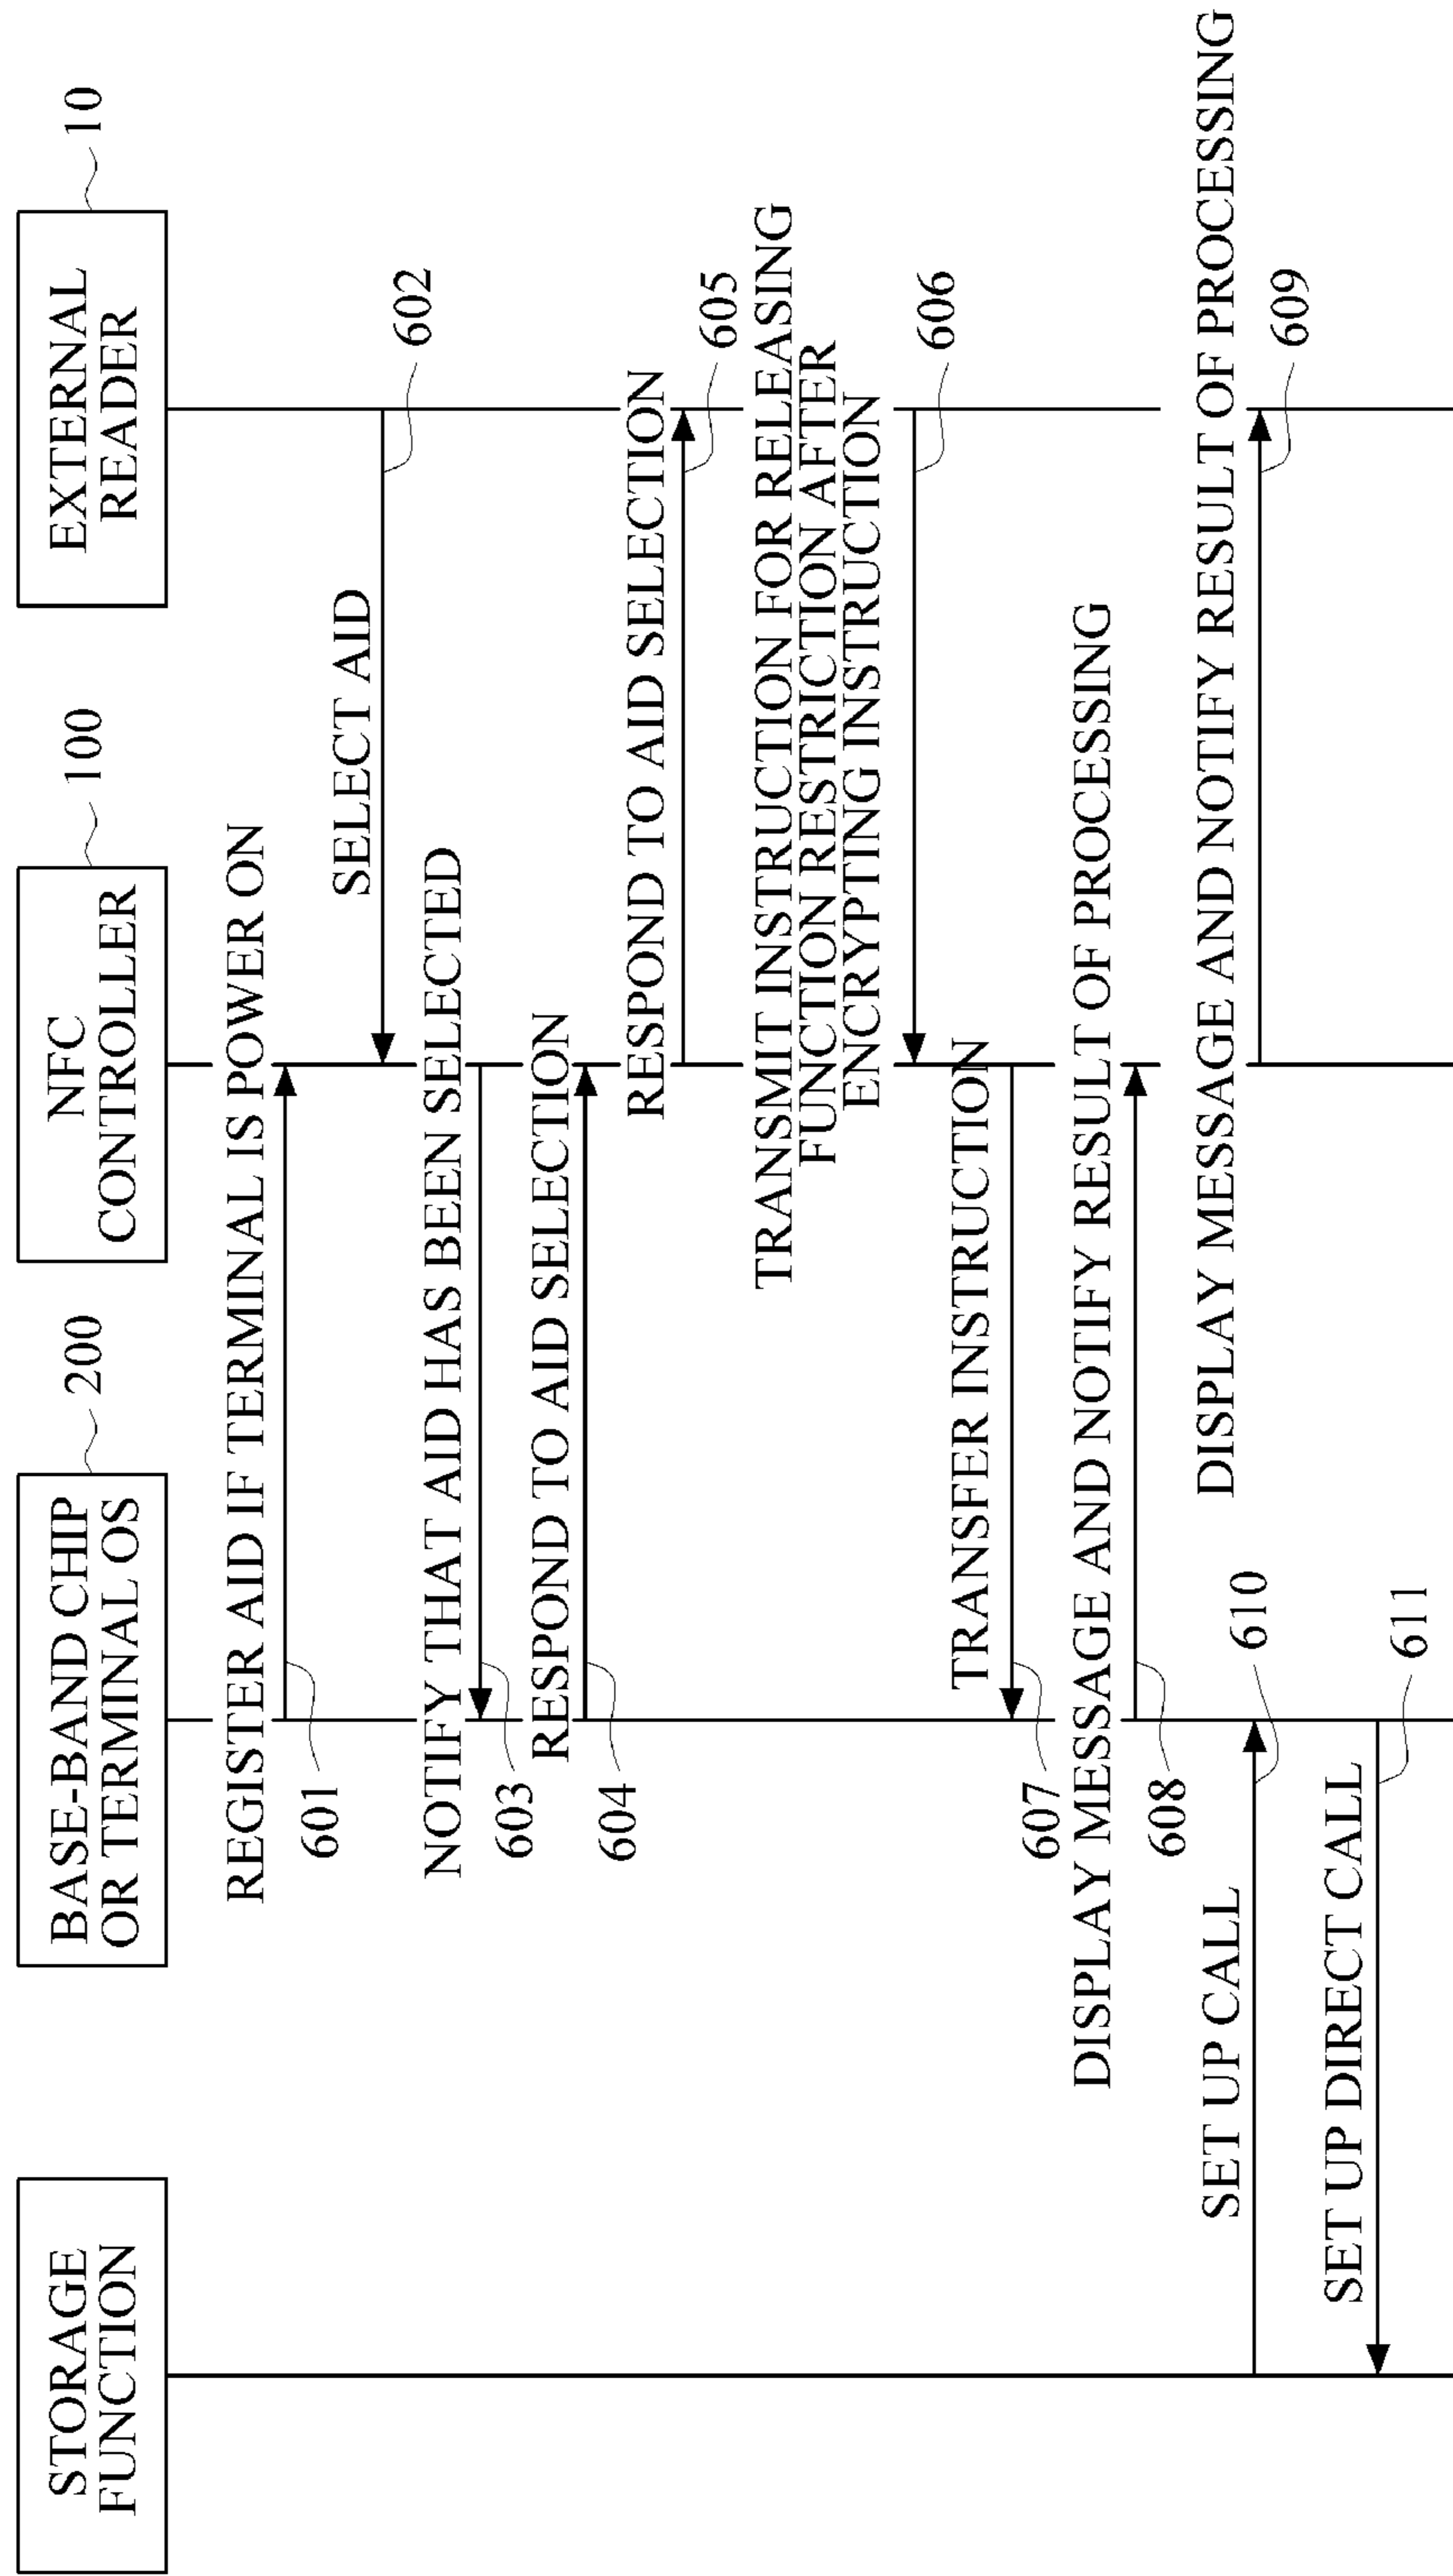 STORAGE
FUNCTION
BASE-BAND CHIP
OR TERMINAL OS
200
NFC
CONTROLLER
100
EXTERNAL
READER
10
REGISTER AID IF TERMINAL IS POWER ON
601
SELECT AID
602
NOTIFY THAT AID HAS BEEN SELECTED
603
RESPOND TO AID SELECTION
604
RESPOND TO AID SELECTION
605
TRANSMIT INSTRUCTION FOR RELEASING
FUNCTION RESTRICTION AFTER
ENCRYPTING INSTRUCTION
606
TRANSFER INSTRUCTION
607
DISPLAY MESSAGE AND NOTIFY RESULT OF PROCESSING
608
DISPLAY MESSAGE AND NOTIFY RESULT OF PROCESSING
609
SET UP CALL
610
SET UP DIRECT CALL
611